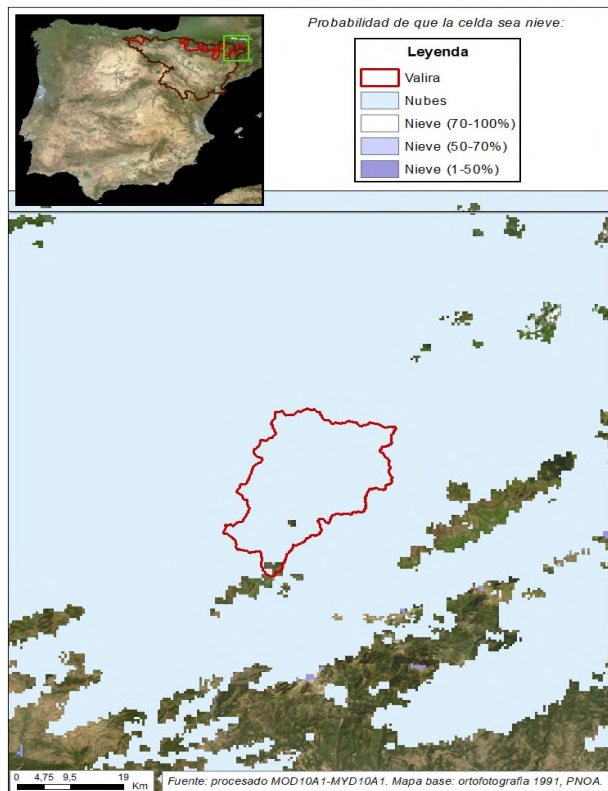 Probabilidad de que la celda sea nieve:
Leyenda
Valira
Nubes
Nieve (70-100%)
Nieve (50-70%)
Nieve (1-50%)
0 4,75 9,5 19
Km
Fuente: procesado MOD10A1-MYD10A1. Mapa base: ortofotografia 1991, PNOA.